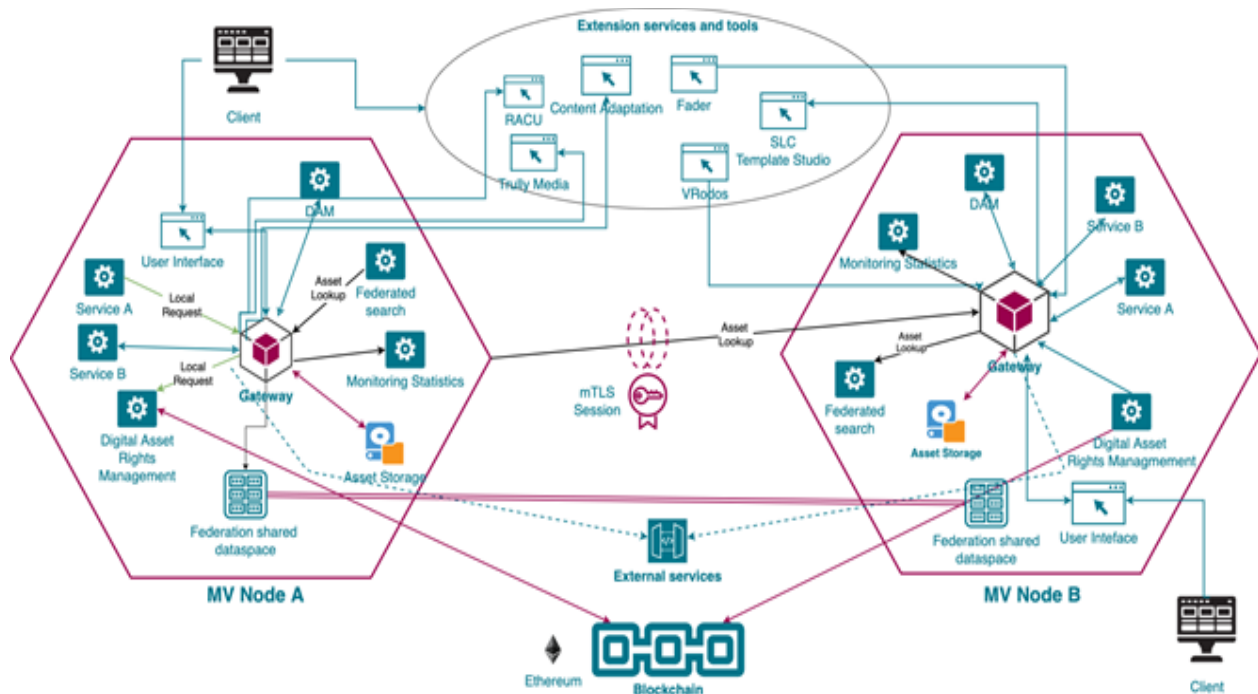 Extension services and tools
Client
RACU
Content Adaptation
Fader
SLC
Template Studio
Trully Media
VRodos
DAM
User Interface
Service A
Local
Request
Asset
Lookup
Federated
search
Service B
Local
Request
Gateway
Monitoring Statistics
Digital Asset
Rights
Management
Asset Storage
Federation shared
dataspace
MV Node A
mTLS
Session
Asset
Lookup
External services
Ethereum
Blockchain
DAM
Service B
Monitoring Statistics
Service A
Asset
Lookup
Gateway
Federated
search
Asset Storage
Digital Asset
Rights Managmement
Federation shared
dataspace
User Inteface
MV Node B
Client